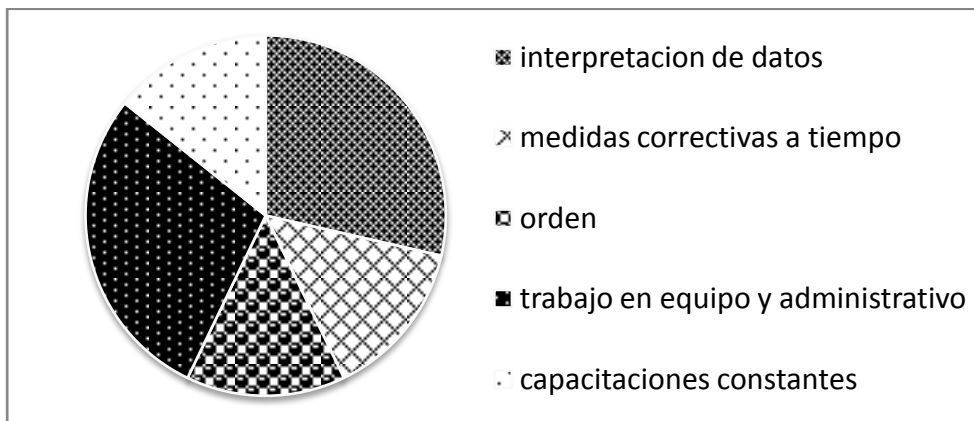 interpretacion de datos
medidas correctivas a tiempo
orden
trabajo en equipo y administrativo
capacitaciones constantes